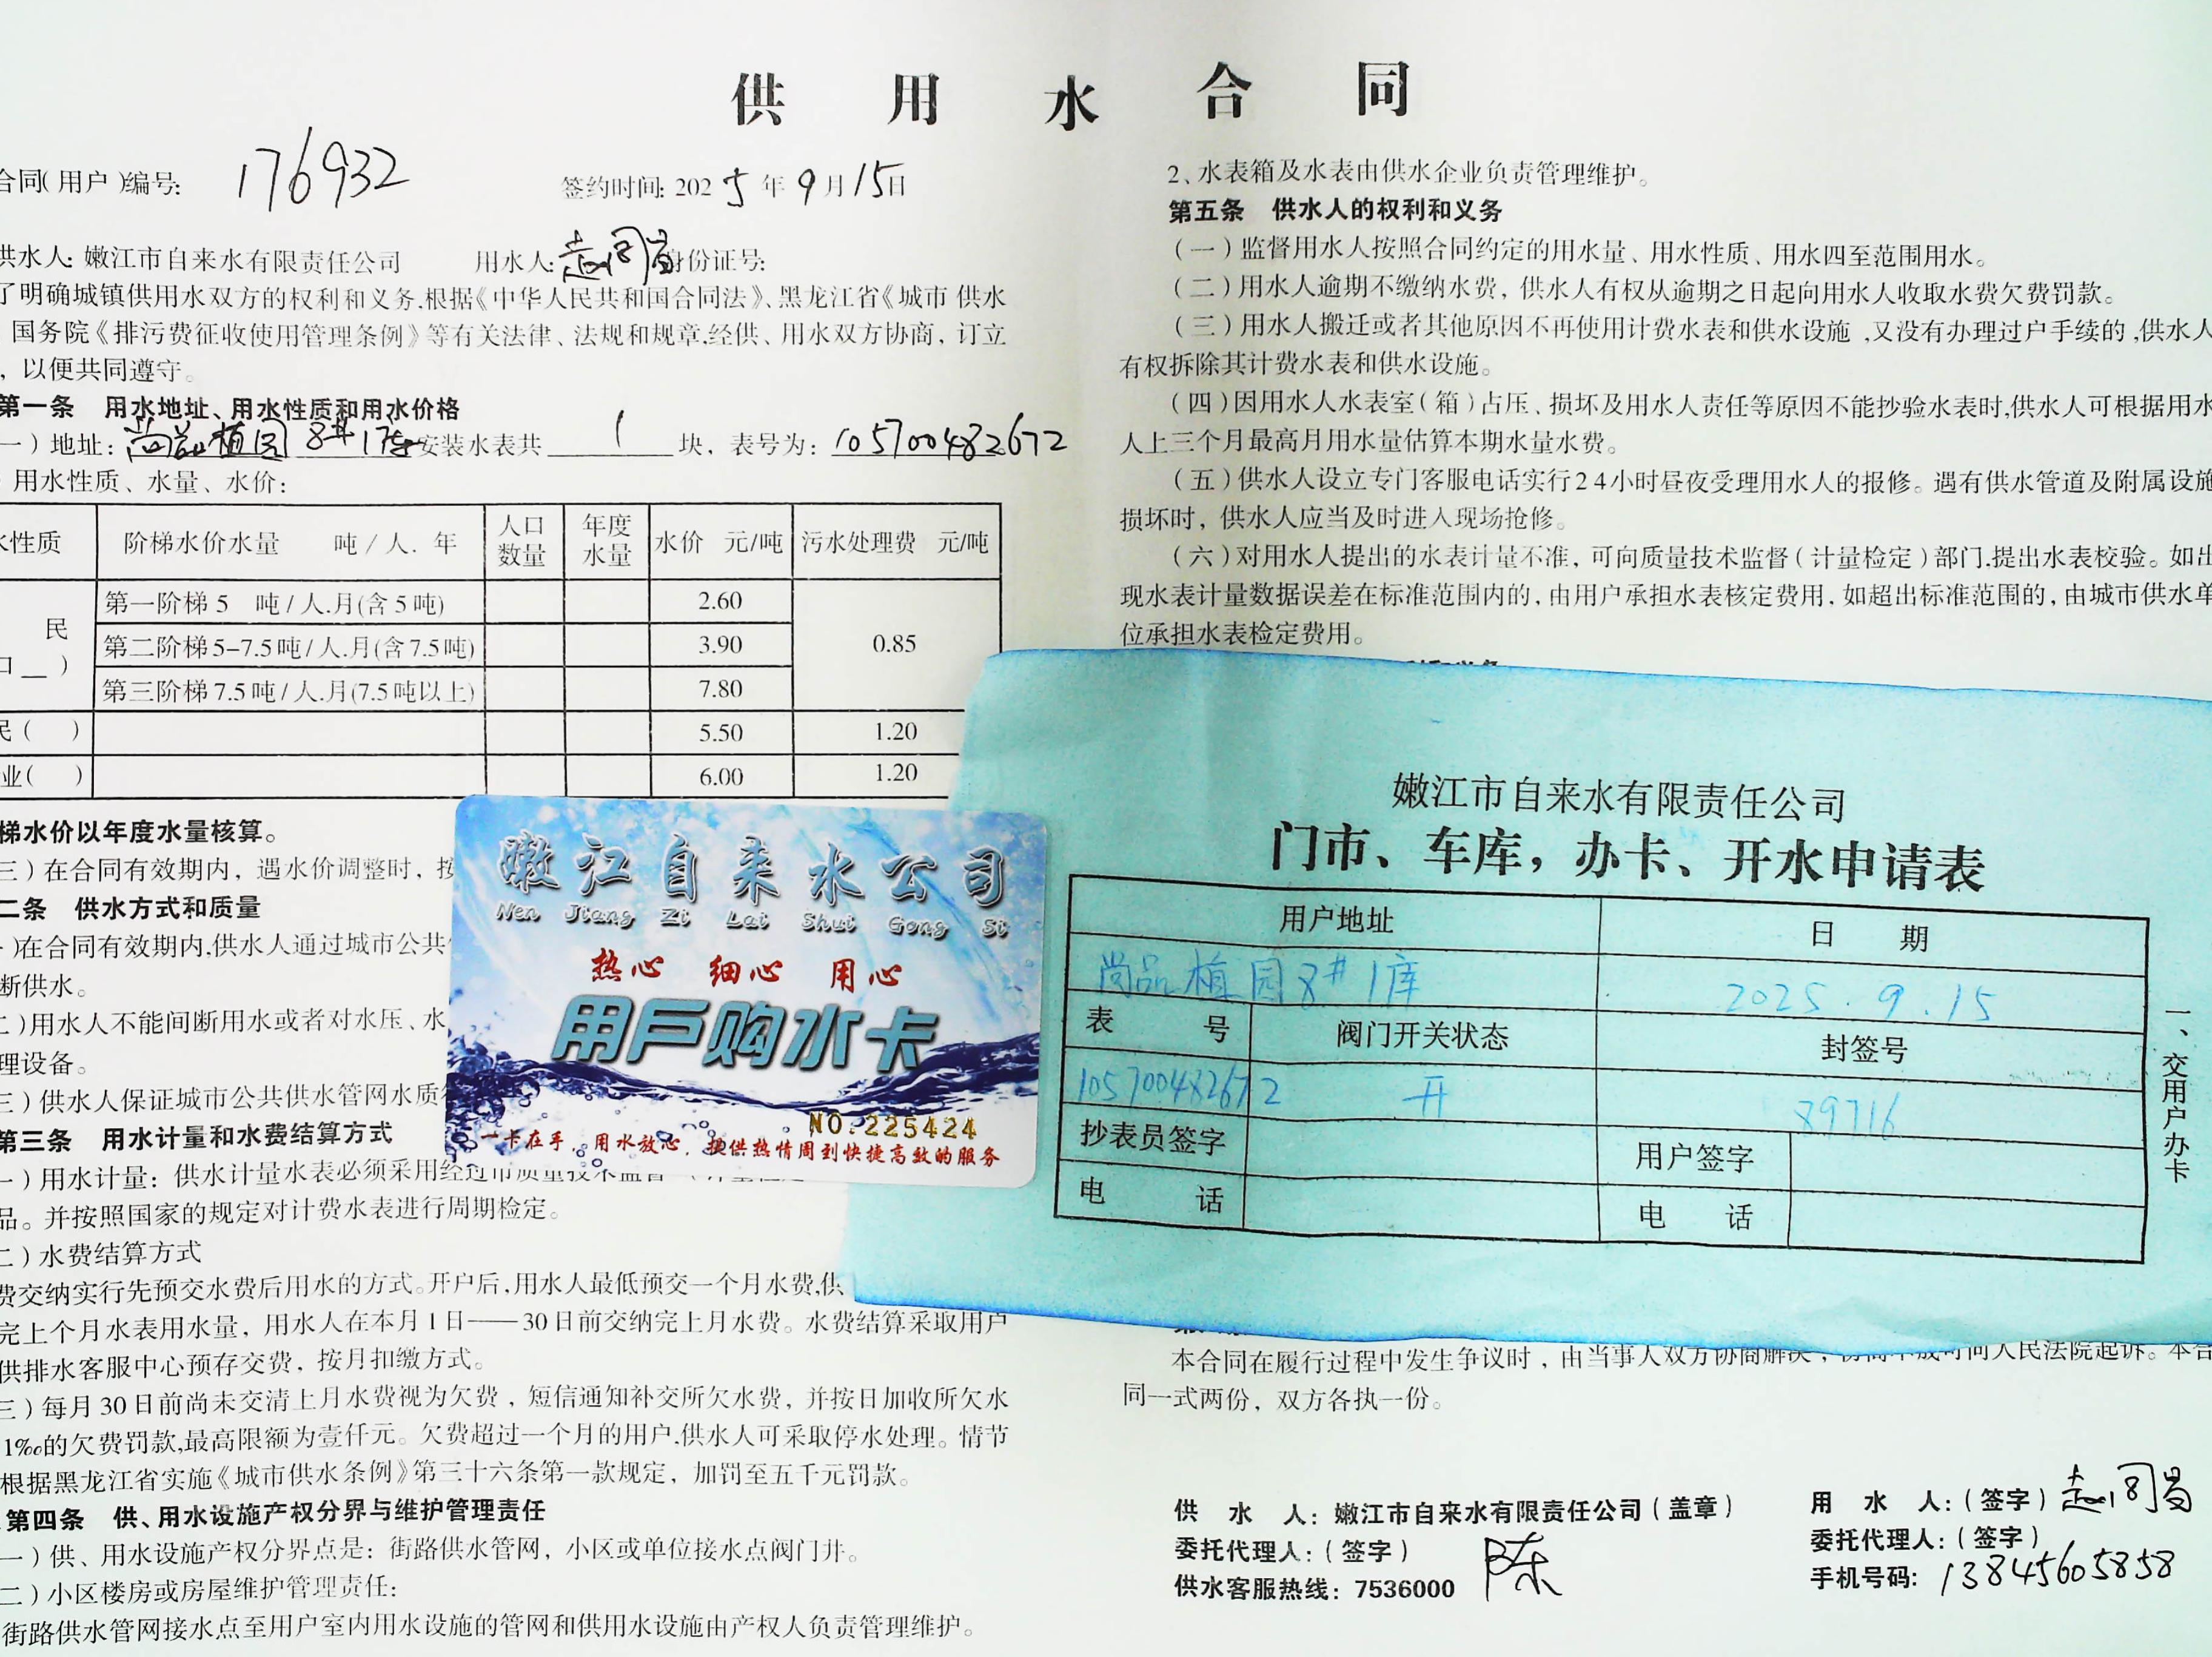 供用水合同
合同(用户)编号: 176932
签约时间: 2025年9月15日
供水人: 嫩江市自来水有限责任公司 用水人: 赵 身份证号:
了明确城镇供用水双方的权利和义务,根据《中华人民共和国合同法》、黑龙江省《城市 供水
国务院《排污费征收使用管理条例》等有关法律、法规和规章,经供、用水双方协商，订立
，以便共同遵守。
第一条 用水地址、用水性质和用水价格
一）地址：尚品植园8#1库 安装水表共 1 块，表号为：105700482672
用水性质、水量、水价：
水性质 阶梯水价水量 吨/人.年 人口数量 年度水量 水价 元/吨 污水处理费 元/吨
民 第一阶梯5 吨/人.月(含5吨) 2.60 0.85
口__） 第二阶梯5-7.5吨/人.月(含7.5吨) 3.90
第三阶梯7.5吨/人.月(7.5吨以上) 7.80
民（ ） 5.50 1.20
业（ ） 6.00 1.20
梯水价以年度水量核算。
三）在合同有效期内，遇水价调整时，按
二条 供水方式和质量
)在合同有效期内,供水人通过城市公共
断供水。
二)用水人不能间断用水或者对水压、水
理设备。
三）供水人保证城市公共供水管网水质
第三条 用水计量和水费结算方式
一）用水计量：供水计量水表必须采用经过市质量技术监督
品。并按照国家的规定对计费水表进行周期检定。
二）水费结算方式
费交纳实行先预交水费后用水的方式。开户后,用水人最低预交一个月水费,供
完上个月水表用水量，用水人在本月1日——30日前交纳完上月水费。水费结算采取用户
供排水客服中心预存交费，按月扣缴方式。
三）每月30日前尚未交清上月水费视为欠费，短信通知补交所欠水费，并按日加收所欠水
1‰的欠费罚款,最高限额为壹仟元。欠费超过一个月的用户,供水人可采取停水处理。情节
根据黑龙江省实施《城市供水条例》第三十六条第一款规定，加罚至五千元罚款。
第四条 供、用水设施产权分界与维护管理责任
一）供、用水设施产权分界点是：街路供水管网，小区或单位接水点阀门井。
二）小区楼房或房屋维护管理责任：
街路供水管网接水点至用户室内用水设施的管网和供用水设施由产权人负责管理维护。
2、水表箱及水表由供水企业负责管理维护。
第五条 供水人的权利和义务
（一）监督用水人按照合同约定的用水量、用水性质、用水四至范围用水。
（二）用水人逾期不缴纳水费，供水人有权从逾期之日起向用水人收取水费欠费罚款。
（三）用水人搬迁或者其他原因不再使用计费水表和供水设施,又没有办理过户手续的,供水人
有权拆除其计费水表和供水设施。
（四）因用水人水表室（箱）占压、损坏及用水人责任等原因不能抄验水表时,供水人可根据用水
人上三个月最高月用水量估算本期水量水费。
（五）供水人设立专门客服电话实行24小时昼夜受理用水人的报修。遇有供水管道及附属设施
损坏时，供水人应当及时进入现场抢修。
（六）对用水人提出的水表计量不准，可向质量技术监督（计量检定）部门,提出水表校验。如出
现水表计量数据误差在标准范围内的，由用户承担水表核定费用，如超出标准范围的，由城市供水单
位承担水表检定费用。
嫩江市自来水有限责任公司
门市、车库，办卡、开水申请表
用户地址 日 期
尚品植园8#1库 2025.9.15
表 号 阀门开关状态 封签号
105700482672 开 89716
抄表员签字 用户签字
电 话 电 话
一、交用户办卡
嫩江自来水公司
Nen Jiang Zi Lai Shui Gong Si
热心 细心 用心
用户购水卡
NO.225424
一卡在手，用水放心，提供热情周到快捷高效的服务
本合同在履行过程中发生争议时，由当事人双方协商解决，协商不成时向人民法院起诉。本合
同一式两份，双方各执一份。
供 水 人：嫩江市自来水有限责任公司（盖章）
委托代理人：（签字） 陈
供水客服热线：7536000
用 水 人：（签字）赵
委托代理人：（签字）
手机号码：13845605858